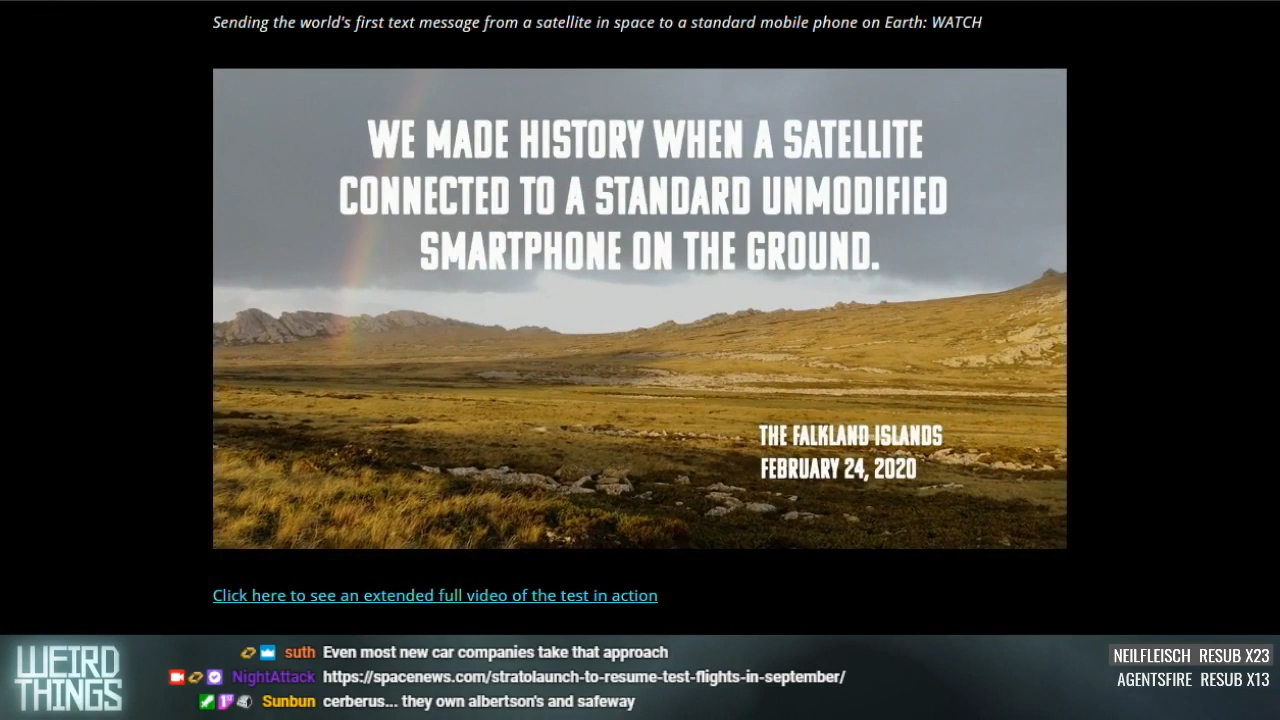 Sending the world's first text message from a satellite in space to a standard mobile phone on Earth: WATCH
WE MADE HISTORY WHEN A SATELLITE
CONNECTED TO A STANDARD UNMODIFIED
SMARTPHONE ON THE GROUND.
THE FALKLAND ISLANDS
FEBRUARY 24, 2020
Click here to see an extended full video of the test in action
WEIRD
THINGS
suth Even most new car companies take that approach
NightAttack https://spacenews.com/stratolaunch-to-resume-test-flights-in-september/
Sunbun cerberus... they own albertson's and safeway
NEILFLEISCH RESUB X23
AGENTSFIRE RESUB X13